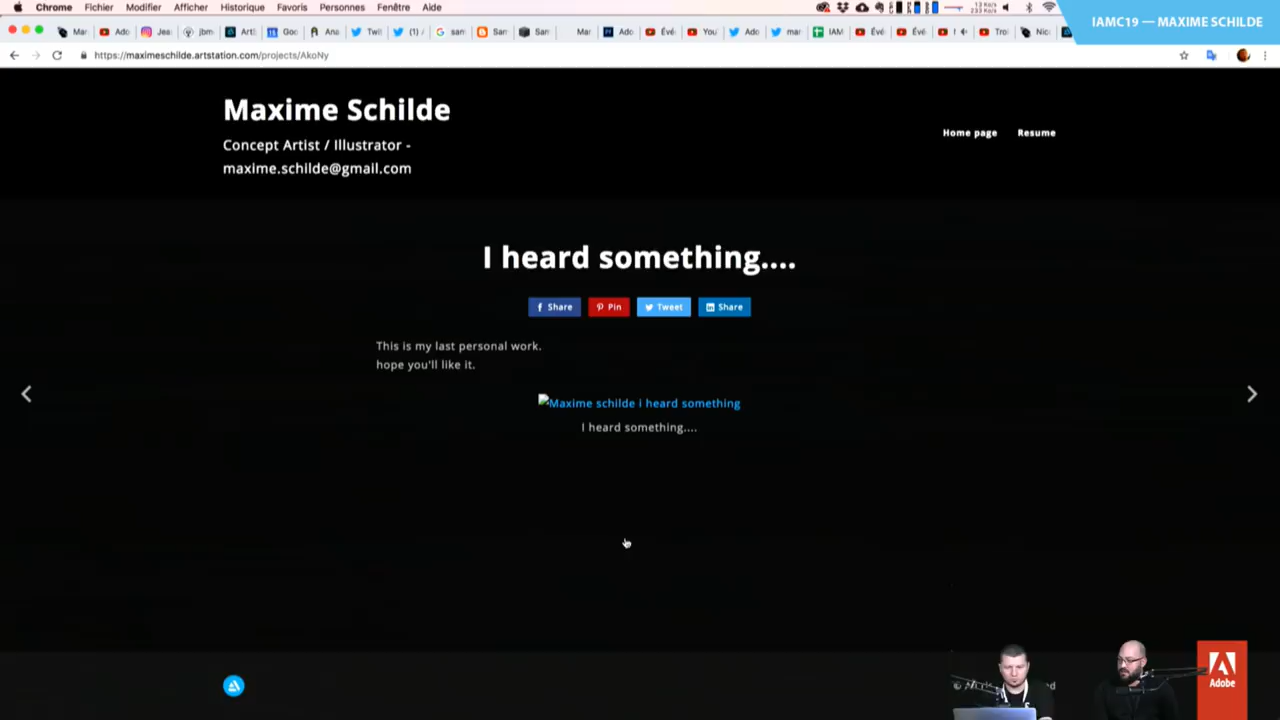 Chrome Fichier Modifier Afficher Historique Favoris Personnes Fenêtre Aide
IAMC19 — MAXIME SCHILDE
https://maximeschilde.artstation.com/projects/AkoNy
Maxime Schilde
Concept Artist / Illustrator -
maxime.schilde@gmail.com
Home page Resume
I heard something....
Share Pin Tweet Share
This is my last personal work.
hope you'll like it.
Maxime schilde i heard something
I heard something....
Adobe